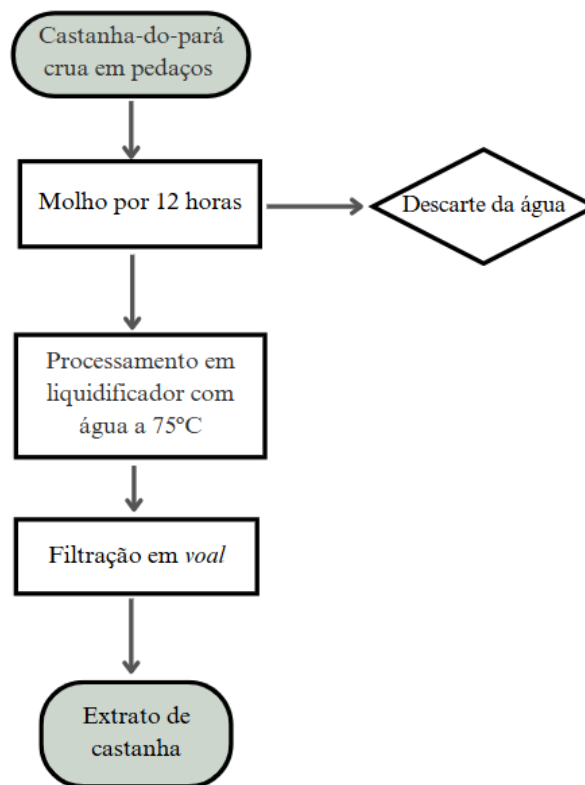 Castanha-do-pará
crua em pedaços
Molho por 12 horas
Descarte da água
Processamento em
liquidificador com
água a 75ºC
Filtração em voal
Extrato de
castanha